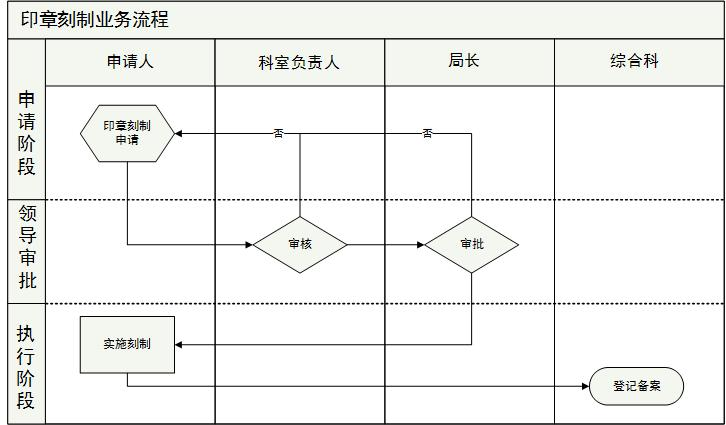 印章刻制业务流程
申请人
科室负责人
局长
综合科
申请阶段
印章刻制
申请
否
否
领导审批
审核
审批
执行阶段
实施刻制
登记备案